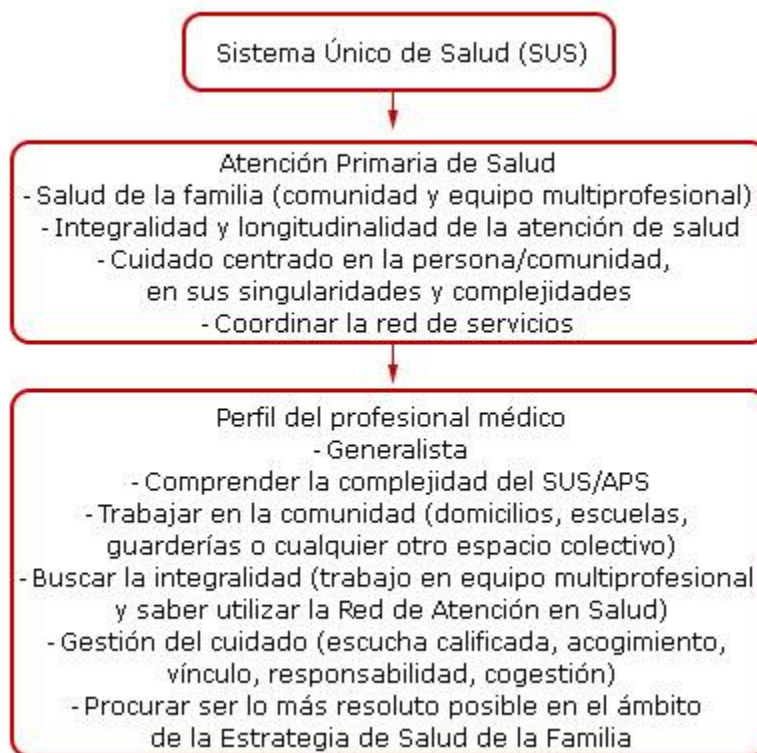 Sistema Único de Salud (SUS)
Atención Primaria de Salud
- Salud de la familia (comunidad y equipo multiprofesional)
- Integralidad y longitudinalidad de la atención de salud
- Cuidado centrado en la persona/comunidad,
en sus singularidades y complejidades
- Coordinar la red de servicios
Perfil del profesional médico
- Generalista
- Comprender la complejidad del SUS/APS
- Trabajar en la comunidad (domicilios, escuelas,
guarderías o cualquier otro espacio colectivo)
- Buscar la integralidad (trabajo en equipo multiprofesional
y saber utilizar la Red de Atención en Salud)
- Gestión del cuidado (escucha calificada, acogimiento,
vínculo, responsabilidad, cogestión)
- Procurar ser lo más resoluto posible en el ámbito
de la Estrategia de Salud de la Familia